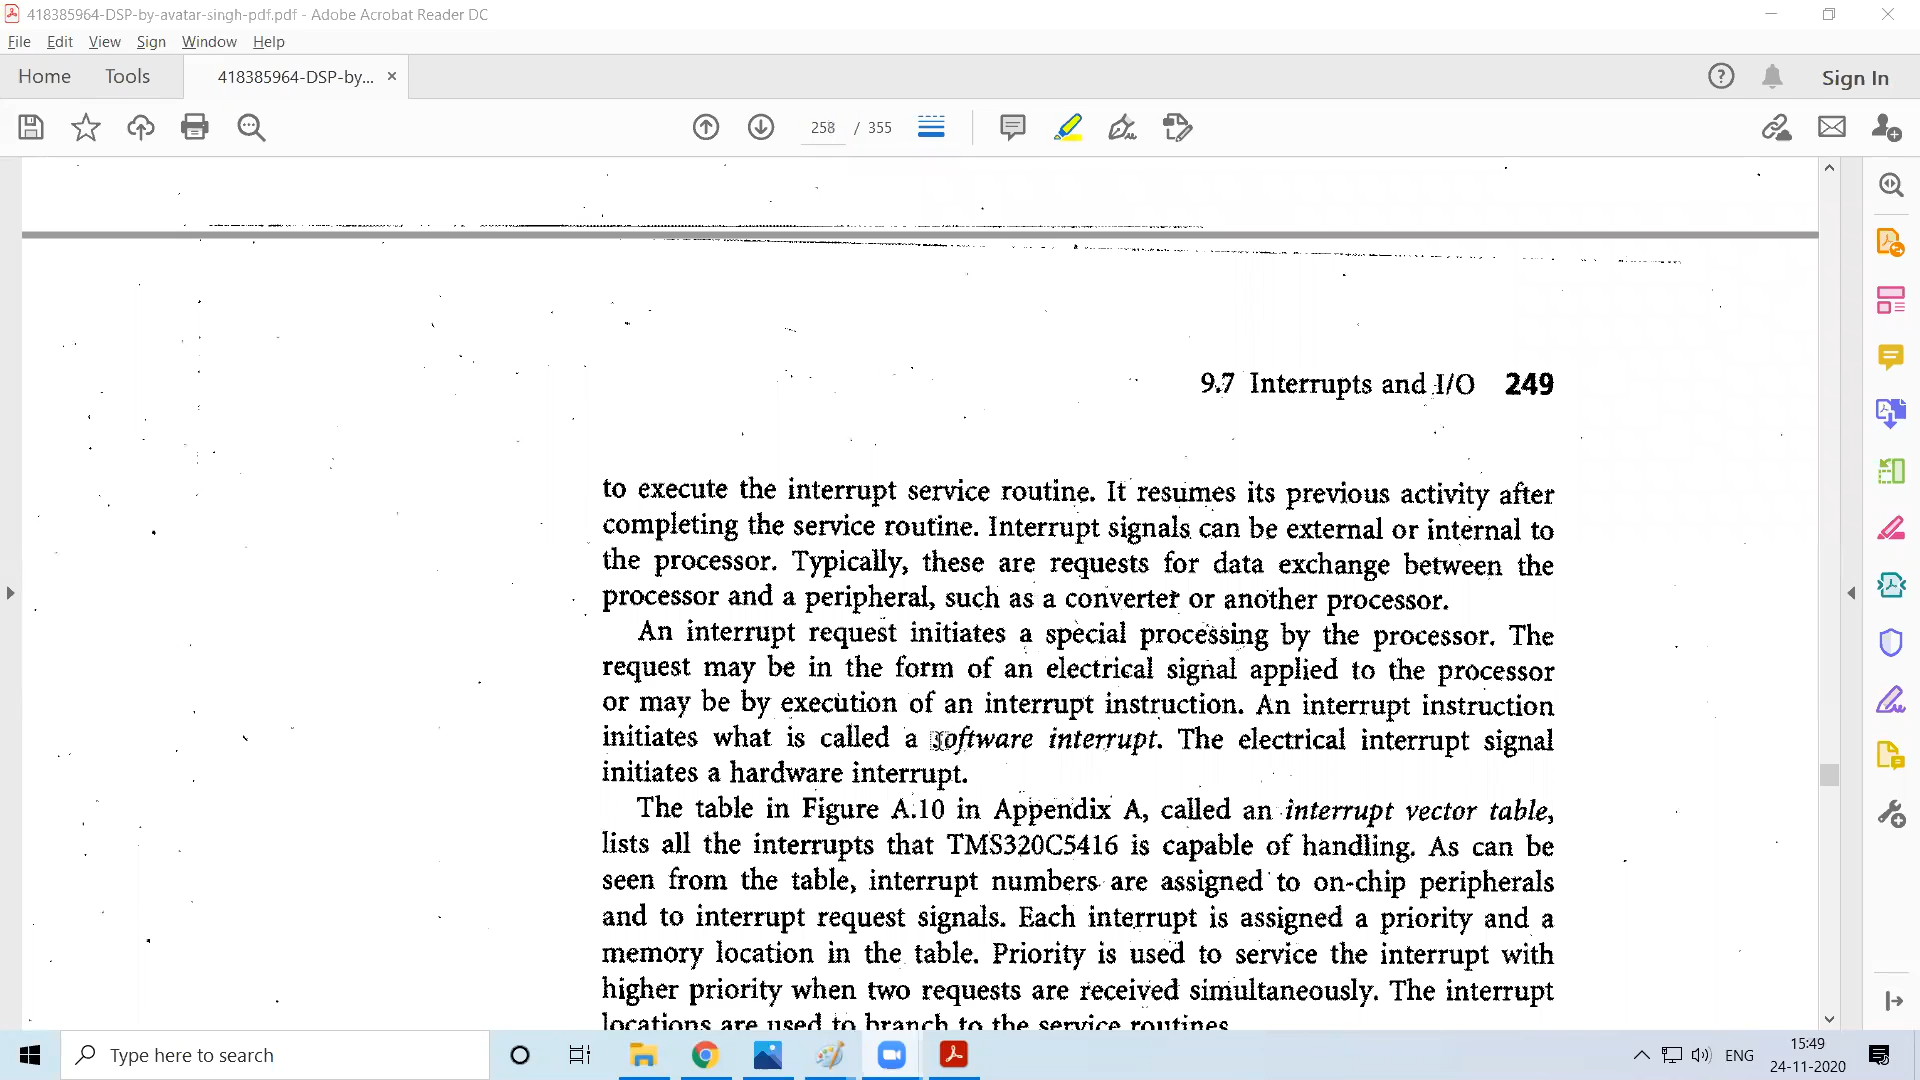 418385964-DSP-by-avatar-singh-pdf.pdf - Adobe Acrobat Reader DC
File Edit View Sign Window Help
Home Tools 418385964-DSP-by... × Sign In
258 / 355
9.7 Interrupts and I/O 249
to execute the interrupt service routine. It resumes its previous activity after
completing the service routine. Interrupt signals can be external or internal to
the processor. Typically, these are requests for data exchange between the
processor and a peripheral, such as a converter or another processor.
An interrupt request initiates a special processing by the processor. The
request may be in the form of an electrical signal applied to the processor
or may be by execution of an interrupt instruction. An interrupt instruction
initiates what is called a software interrupt. The electrical interrupt signal
initiates a hardware interrupt.
The table in Figure A.10 in Appendix A, called an interrupt vector table,
lists all the interrupts that TMS320C5416 is capable of handling. As can be
seen from the table, interrupt numbers are assigned to on-chip peripherals
and to interrupt request signals. Each interrupt is assigned a priority and a
memory location in the table. Priority is used to service the interrupt with
higher priority when two requests are received simultaneously. The interrupt
locations are used to branch to the service routines.
Type here to search
ENG
15:49
24-11-2020